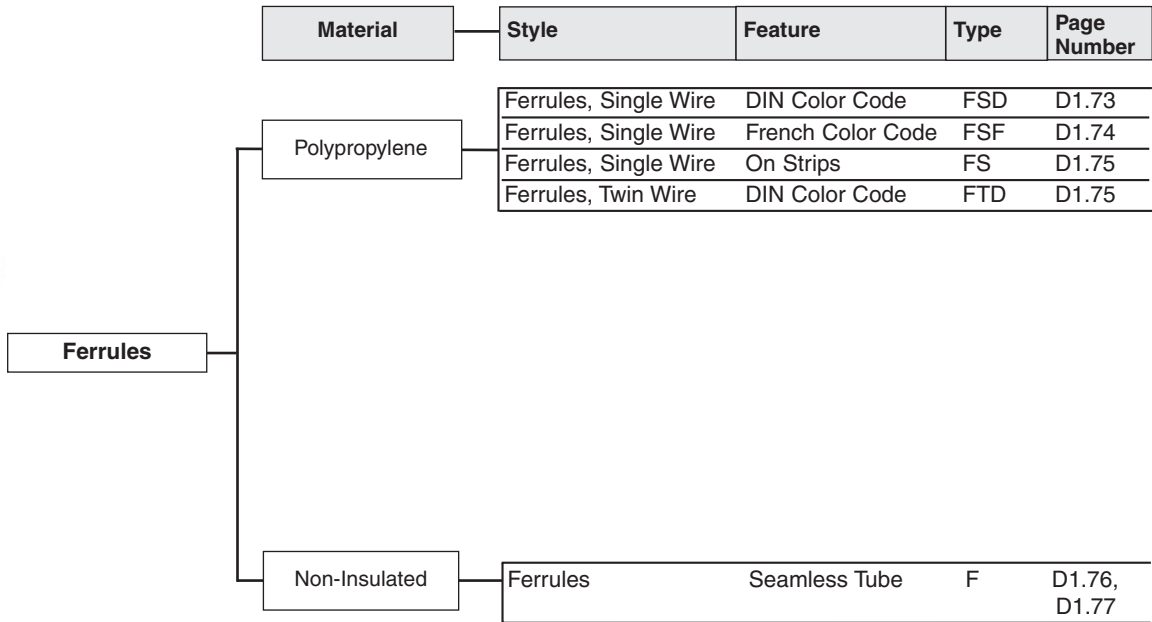 Material Style Feature Type Page Number
Ferrules, Single Wire DIN Color Code FSD D1.73
Polypropylene
Ferrules, Single Wire French Color Code FSF D1.74
Ferrules, Single Wire On Strips FS D1.75
Ferrules, Twin Wire DIN Color Code FTD D1.75
Ferrules
Non-Insulated
Ferrules Seamless Tube F D1.76,
D1.77